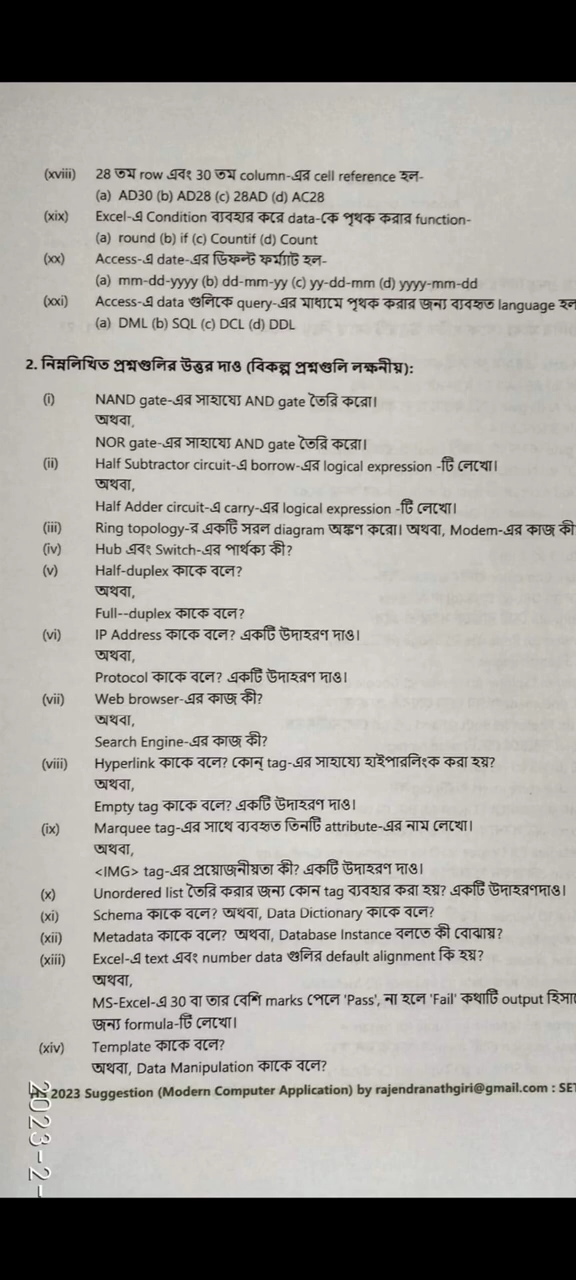 (xviii) 28 তম row এবং 30 তম column-এর cell reference হল-
(a) AD30 (b) AD28 (c) 28AD (d) AC28
(xix) Excel-এ Condition ব্যবহার করে data-কে পৃথক করার function-
(a) round (b) if (c) Countif (d) Count
(xx) Access-এ date-এর ডিফল্ট ফর্ম্যাট হল-
(a) mm-dd-yyyy (b) dd-mm-yy (c) yy-dd-mm (d) yyyy-mm-dd
(xxi) Access-এ data গুলিকে query-এর মাধ্যমে পৃথক করার জন্য ব্যবহৃত language হল
(a) DML (b) SQL (c) DCL (d) DDL
2. নিম্নলিখিত প্রশ্নগুলির উত্তর দাও (বিকল্প প্রশ্নগুলি লক্ষনীয়):
(i) NAND gate-এর সাহায্যে AND gate তৈরি করো।
অথবা,
NOR gate-এর সাহায্যে AND gate তৈরি করো।
(ii) Half Subtractor circuit-এ borrow-এর logical expression -টি লেখো।
অথবা,
Half Adder circuit-এ carry-এর logical expression -টি লেখো।
(iii) Ring topology-র একটি সরল diagram অঙ্কণ করো। অথবা, Modem-এর কাজ কী
(iv) Hub এবং Switch-এর পার্থক্য কী?
(v) Half-duplex কাকে বলে?
অথবা,
Full--duplex কাকে বলে?
(vi) IP Address কাকে বলে? একটি উদাহরণ দাও।
অথবা,
Protocol কাকে বলে? একটি উদাহরণ দাও।
(vii) Web browser-এর কাজ কী?
অথবা,
Search Engine-এর কাজ কী?
(viii) Hyperlink কাকে বলে? কোন্ tag-এর সাহায্যে হাইপারলিংক করা হয়?
অথবা,
Empty tag কাকে বলে? একটি উদাহরণ দাও।
(ix) Marquee tag-এর সাথে ব্যবহৃত তিনটি attribute-এর নাম লেখো।
অথবা,
<IMG> tag-এর প্রয়োজনীয়তা কী? একটি উদাহরণ দাও।
(x) Unordered list তৈরি করার জন্য কোন tag ব্যবহার করা হয়? একটি উদাহরণদাও।
(xi) Schema কাকে বলে? অথবা, Data Dictionary কাকে বলে?
(xii) Metadata কাকে বলে? অথবা, Database Instance বলতে কী বোঝায়?
(xiii) Excel-এ text এবং number data গুলির default alignment কি হয়?
অথবা,
MS-Excel-এ 30 বা তার বেশি marks পেলে 'Pass', না হলে 'Fail' কথাটি output হিসা
জন্য formula-টি লেখো।
(xiv) Template কাকে বলে?
অথবা, Data Manipulation কাকে বলে?
HS 2023 Suggestion (Modern Computer Application) by rajendranathgiri@gmail.com : SET
2023-2-